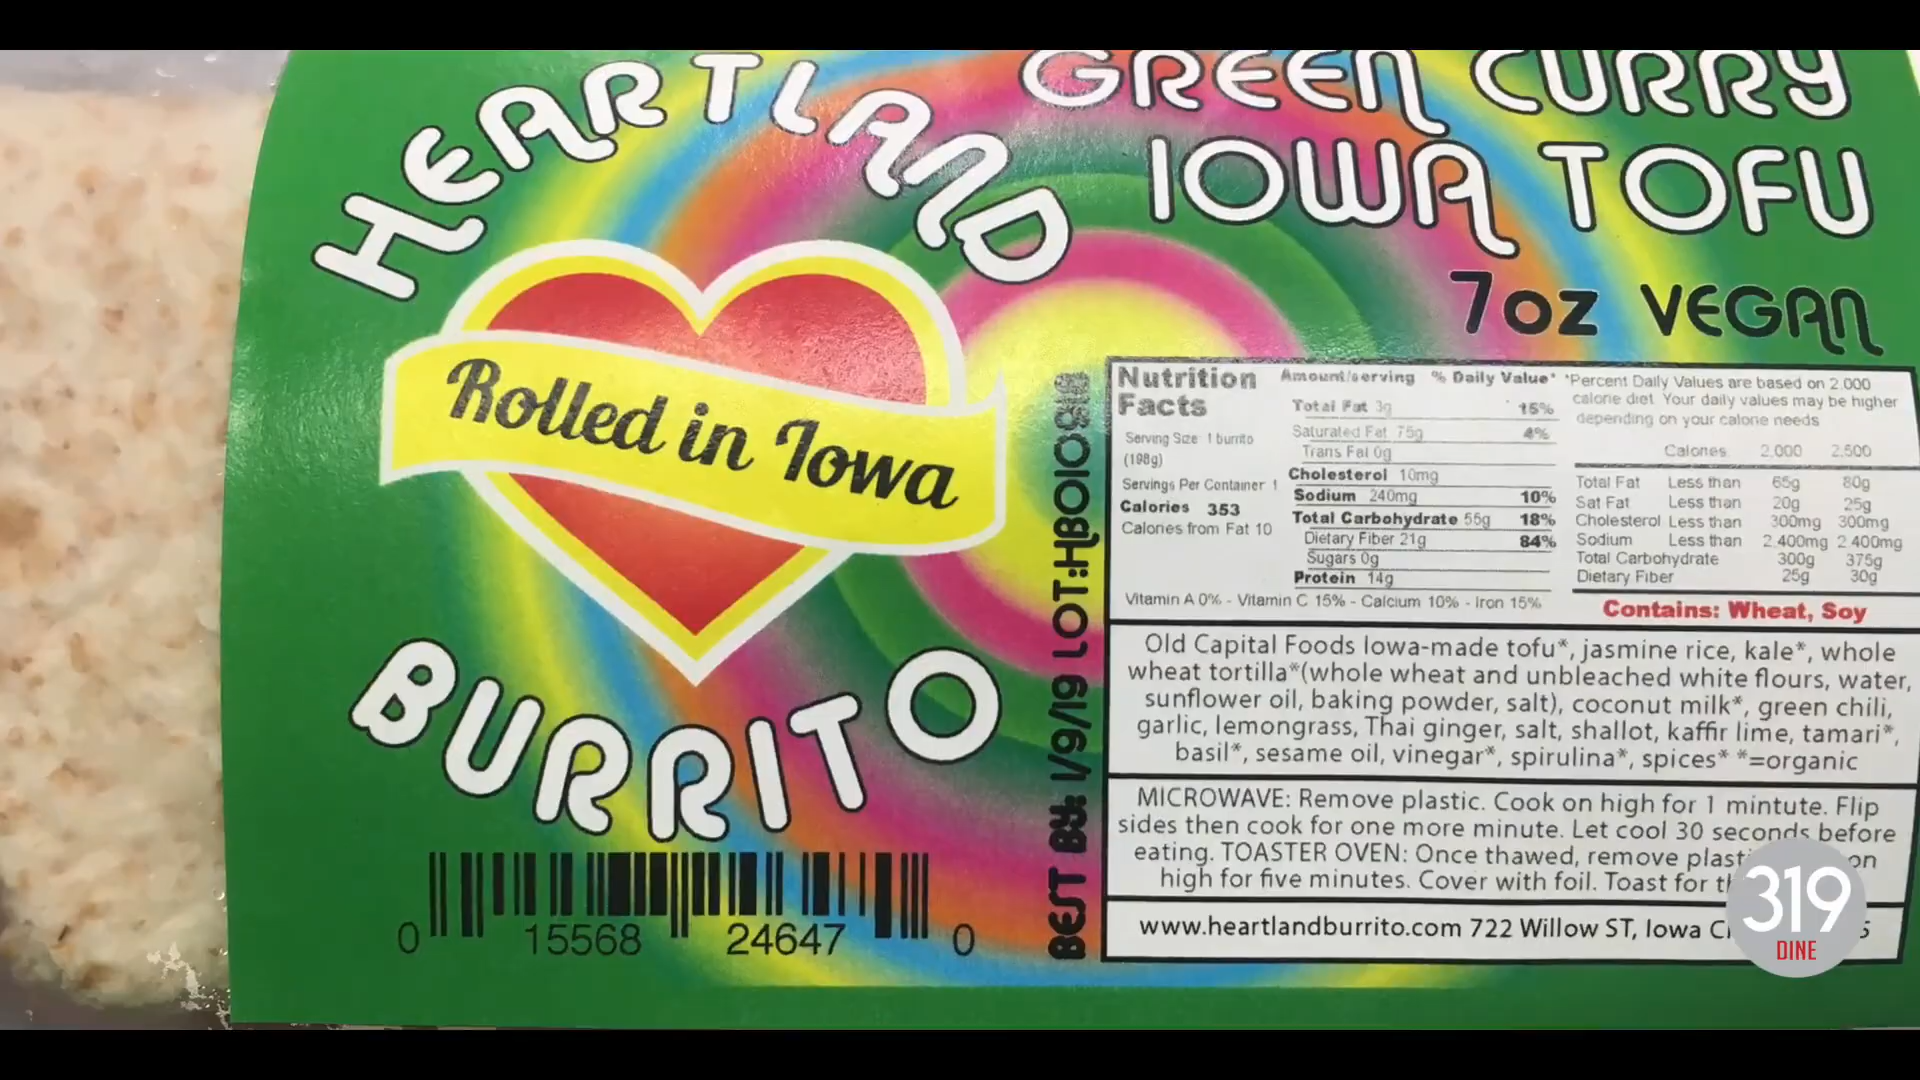 HEARTLAND
Rolled in Iowa
BURRITO
0 15568 24647 0
GREEN CURRY
IOWA TOFU
7oz VEGAN
BEST BY: 1/9/19 LOT:HB010918
Nutrition
Facts
Serving Size 1 burrito
(198g)
Servings Per Container 1
Calories 353
Calories from Fat 10
Amount/serving % Daily Value*
Total Fat 3g 15%
Saturated Fat 75g 4%
Trans Fat 0g
Cholesterol 10mg
Sodium 240mg 10%
Total Carbohydrate 55g 18%
Dietary Fiber 21g 84%
Sugars 0g
Protein 14g
Vitamin A 0% - Vitamin C 15% - Calcium 10% - Iron 15%
*Percent Daily Values are based on 2.000
calorie diet Your daily values may be higher
depending on your calorie needs
Calories 2.000 2.500
Total Fat Less than 65g 80g
Sat Fat Less than 20g 25g
Cholesterol Less than 300mg 300mg
Sodium Less than 2.400mg 2.400mg
Total Carbohydrate 300g 375g
Dietary Fiber 25g 30g
Contains: Wheat, Soy
Old Capital Foods Iowa-made tofu*, jasmine rice, kale*, whole
wheat tortilla*(whole wheat and unbleached white flours, water,
sunflower oil, baking powder, salt), coconut milk*, green chili,
garlic, lemongrass, Thai ginger, salt, shallot, kaffir lime, tamari*,
basil*, sesame oil, vinegar*, spirulina*, spices* *=organic
MICROWAVE: Remove plastic. Cook on high for 1 mintute. Flip
sides then cook for one more minute. Let cool 30 seconds before
eating. TOASTER OVEN: Once thawed, remove on
high for five minutes. Cover with foil. Toast for
www.heartlandburrito.com 722 Willow ST, Iowa
319
DINE